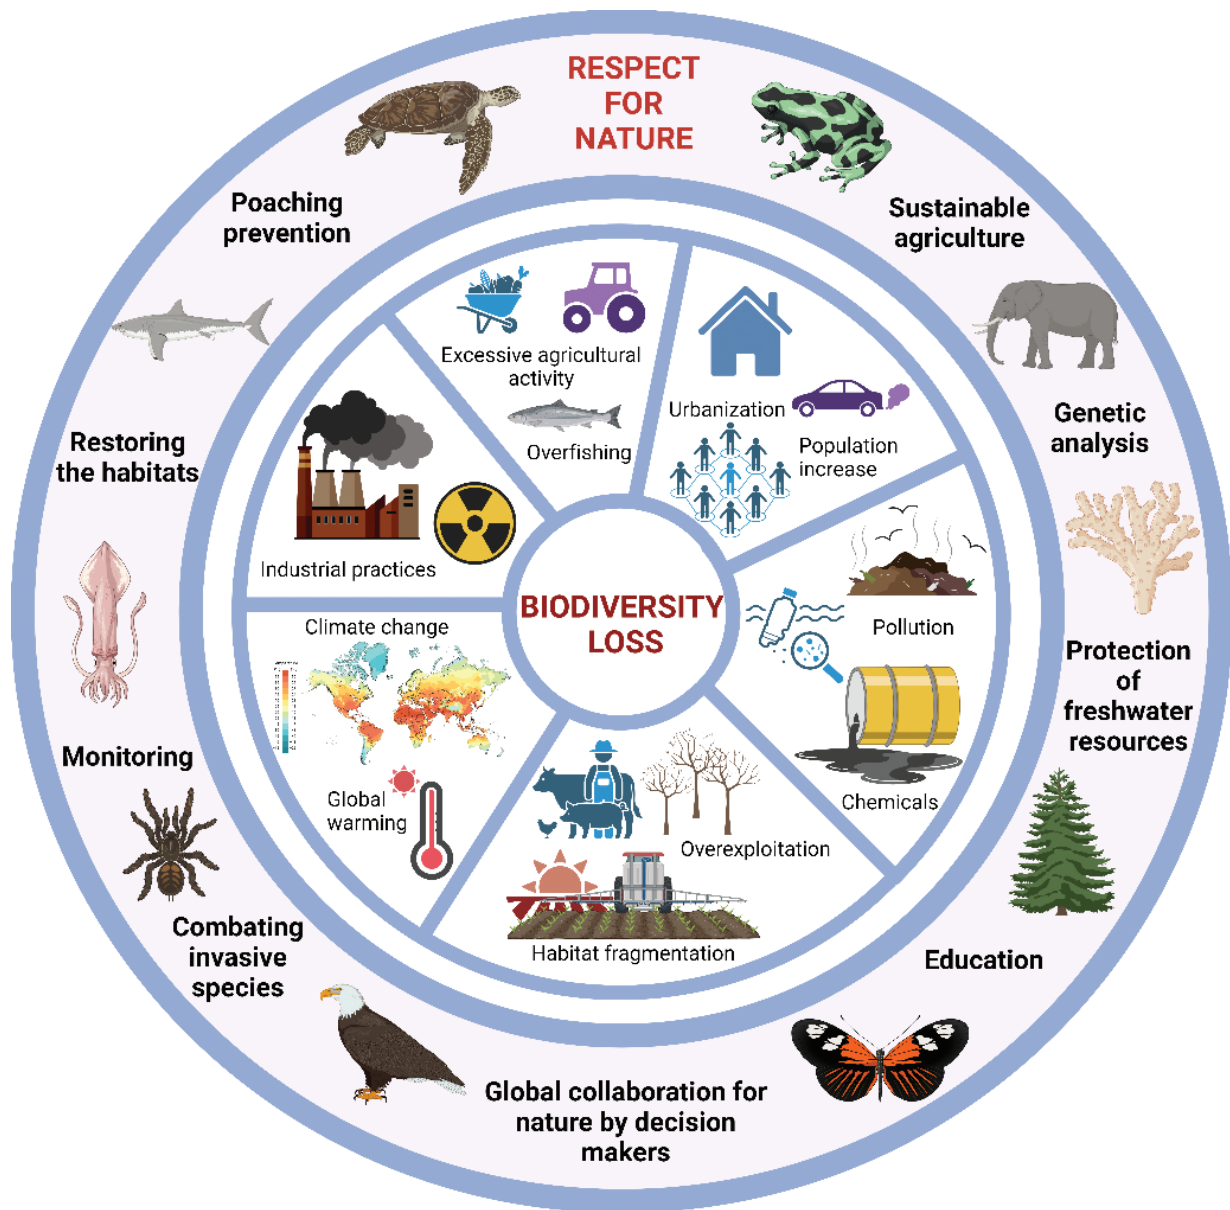 RESPECT
FOR
NATURE
Poaching
prevention
Sustainable
agriculture
Restoring
the habitats
Genetic
analysis
Monitoring
Protection
of
freshwater
resources
Combating
invasive
species
Education
Global collaboration for
nature by decision
makers
Excessive agricultural
activity
Overfishing
Urbanization
Population
increase
Industrial practices
BIODIVERSITY
LOSS
Pollution
Chemicals
Climate change
Global
warming
Overexploitation
Habitat fragmentation